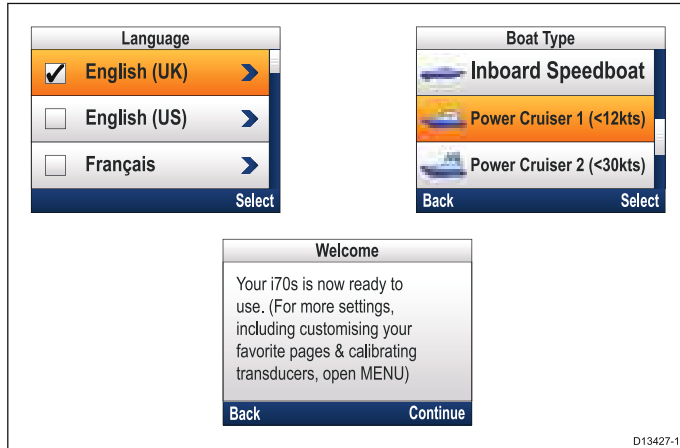 Language
English (UK)
English (US)
Français
Select
Boat Type
Inboard Speedboat
Power Cruiser 1 (<12kts)
Power Cruiser 2 (<30kts)
Back Select
Welcome
Your i70s is now ready to
use. (For more settings,
including customising your
favorite pages & calibrating
transducers, open MENU)
Back Continue
D13427-1